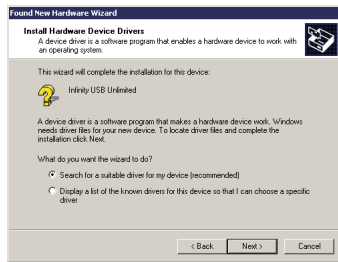 Found New Hardware Wizard
Install Hardware Device Drivers
A device driver is a software program that enables a hardware device to work with
an operating system.
This wizard will complete the installation for this device:
Infinity USB Unlimited
A device driver is a software program that makes a hardware device work. Windows
needs driver files for your new device. To locate driver files and complete the
installation click Next.
What do you want the wizard to do?
Search for a suitable driver for my device (recommended)
Display a list of the known drivers for this device so that I can choose a specific
driver
< Back Next > Cancel